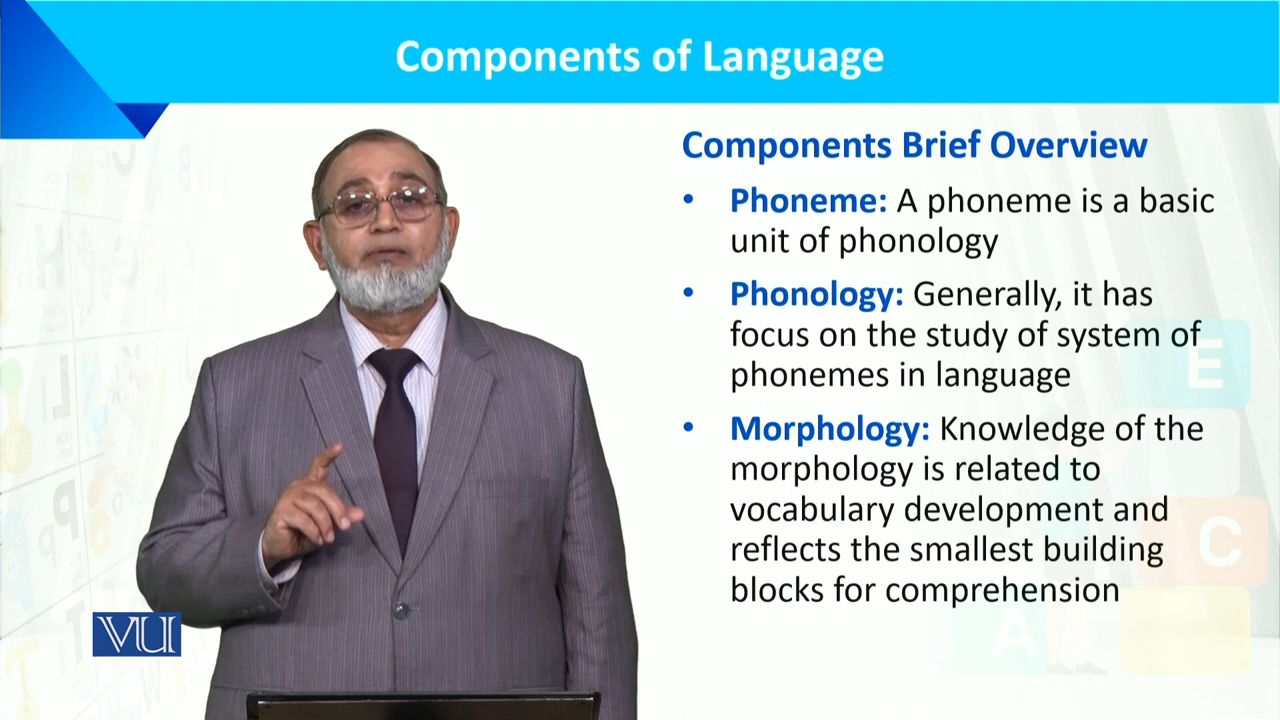 Components of Language
Components Brief Overview
• Phoneme: A phoneme is a basic
unit of phonology
• Phonology: Generally, it has
focus on the study of system of
phonemes in language
• Morphology: Knowledge of the
morphology is related to
vocabulary development and
reflects the smallest building
blocks for comprehension
VU
E
C
A